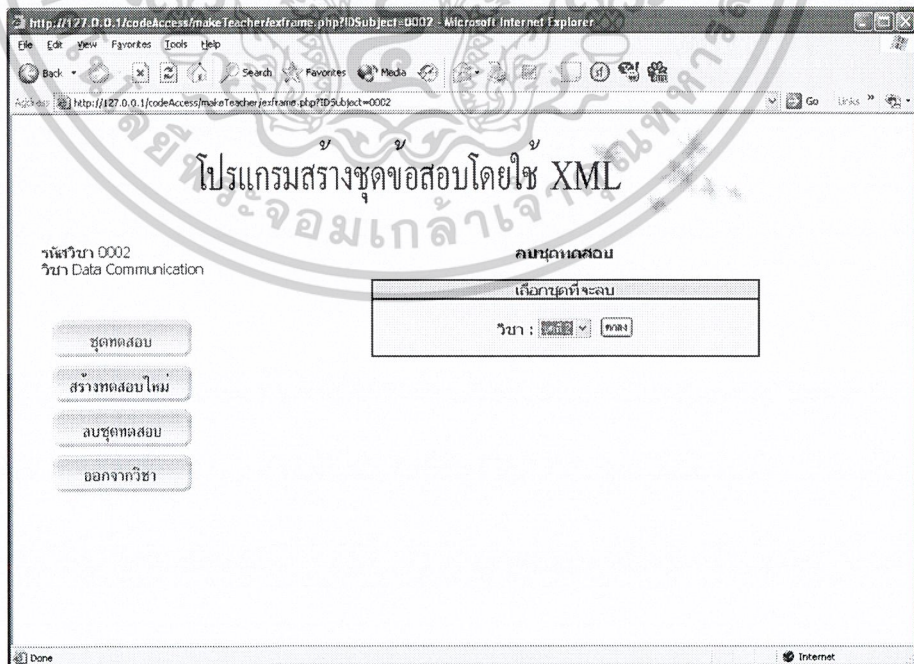 http://127.0.0.1/codeAccess/makeTeacher/exframe.php?IDSubject=0002 - Microsoft Internet Explorer
File Edit View Favorites Tools Help
Back Search Favorites Media
Address http://127.0.0.1/codeAccess/makeTeacher/exframe.php?IDSubject=0002 Go Links »
โปรแกรมสร้างชุดข้อสอบโดยใช้ XML
รหัสวิชา 0002
วิชา Data Communication
ลบชุดทดสอบ
เลือกชุดที่จะลบ
วิชา : ชุดที่ 2 ตกลง
ชุดทดสอบ
สร้างทดสอบใหม่
ลบชุดทดสอบ
ออกจากวิชา
Done Internet